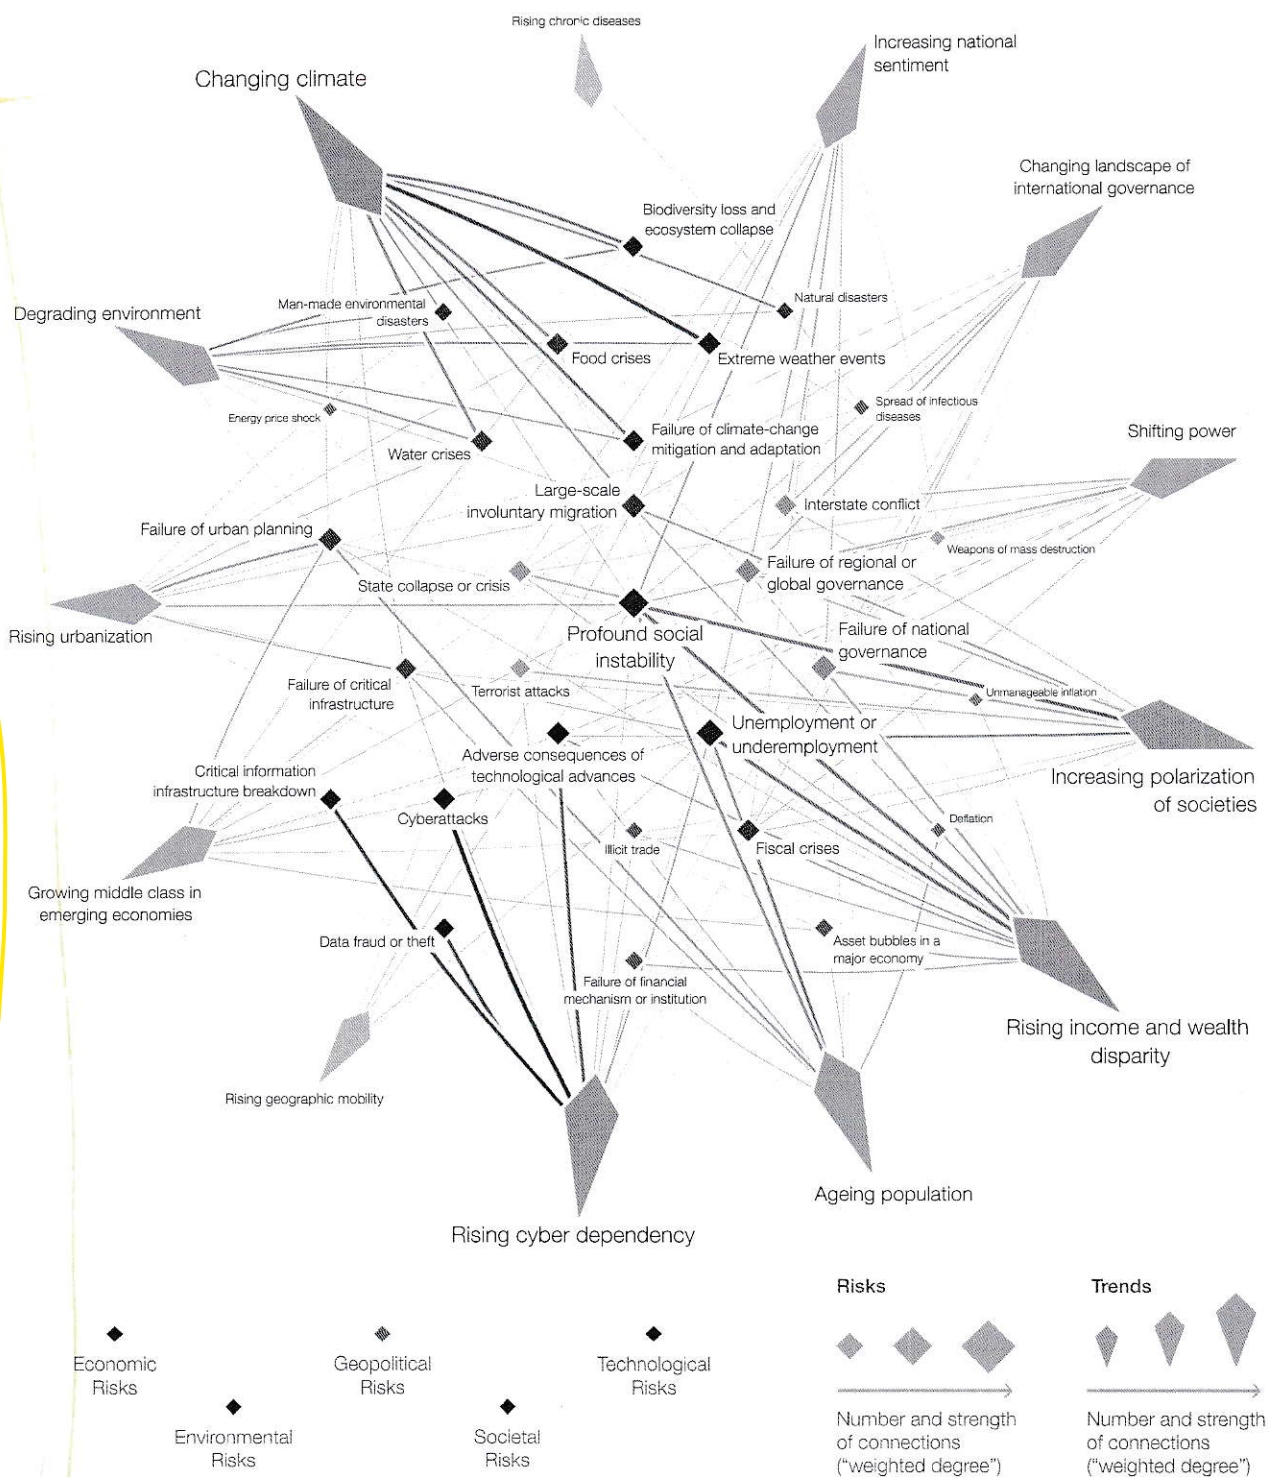 Rising chronic diseases
Increasing national
sentiment
Changing climate
Changing landscape of
international governance
Biodiversity loss and
ecosystem collapse
Natural disasters
Man-made environmental
disasters
Degrading environment
Food crises
Extreme weather events
Energy price shock
Spread of infectious
diseases
Water crises
Failure of climate-change
mitigation and adaptation
Shifting power
Large-scale
involuntary migration
Interstate conflict
Failure of urban planning
Weapons of mass destruction
State collapse or crisis
Failure of regional or
global governance
Rising urbanization
Profound social
instability
Failure of national
governance
Failure of critical
infrastructure
Terrorist attacks
Unmanageable inflation
Unemployment or
underemployment
Adverse consequences of
technological advances
Increasing polarization
of societies
Critical information
infrastructure breakdown
Cyberattacks
Deflation
Illicit trade
Fiscal crises
Growing middle class in
emerging economies
Data fraud or theft
Asset bubbles in a
major economy
Failure of financial
mechanism or institution
Rising income and wealth
disparity
Rising geographic mobility
Ageing population
Rising cyber dependency
Risks
Trends
Economic
Risks
Geopolitical
Risks
Technological
Risks
Environmental
Risks
Societal
Risks
Number and strength
of connections
("weighted degree")
Number and strength
of connections
("weighted degree")